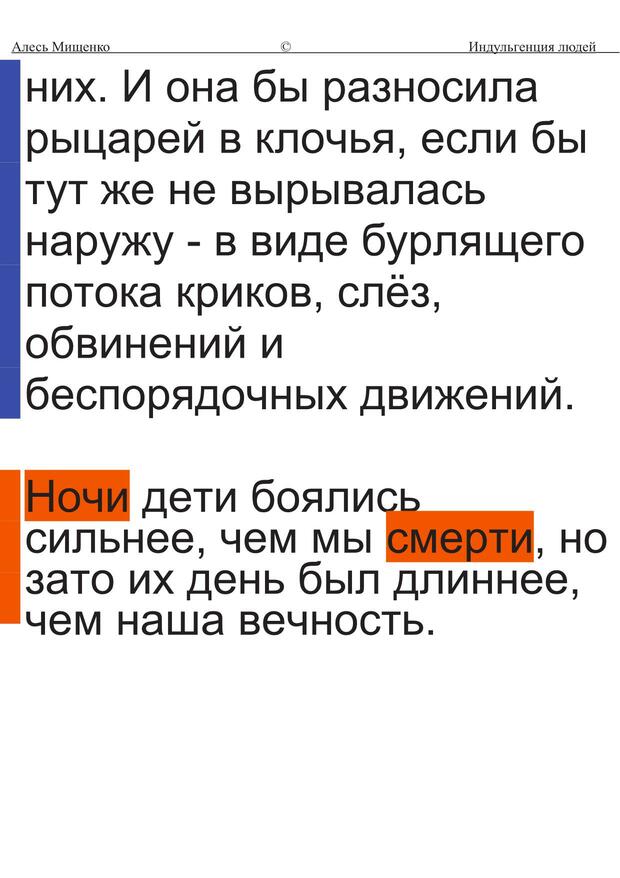 Алесь Мищенко © Индульгенция людей
них. И она бы разносила
рыцарей в клочья, если бы
тут же не вырывалась
наружу - в виде бурлящего
потока криков, слёз,
обвинений и
беспорядочных движений.
Ночи дети боялись
сильнее, чем мы смерти, но
зато их день был длиннее,
чем наша вечность.